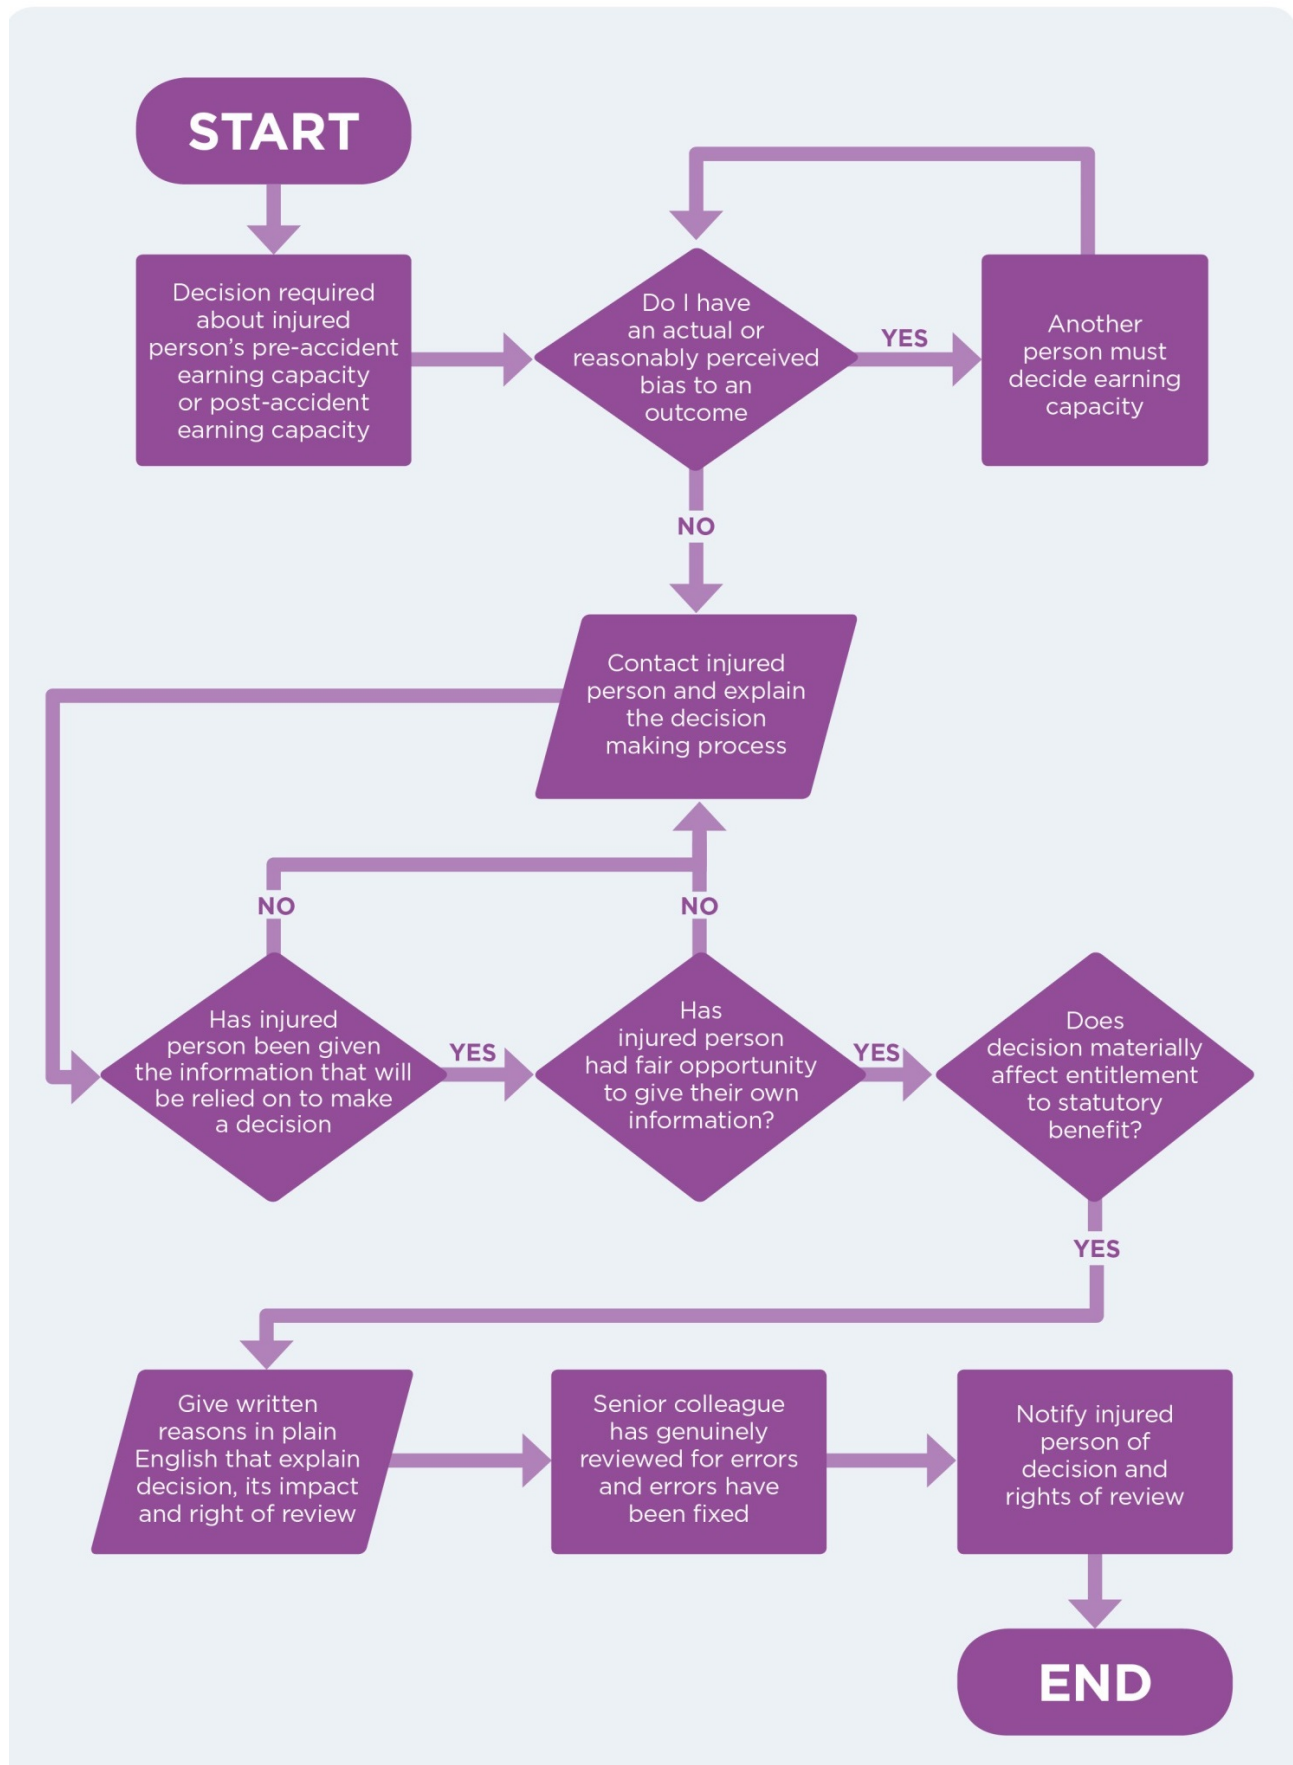 START
Decision required
about injured
person's pre-accident
earning capacity
or post-accident
earning capacity
Do I have
an actual or
reasonably perceived
bias to an
outcome
YES
Another
person must
decide earning
capacity
NO
Contact injured
person and explain
the decision
making process
NO
NO
Has injured
person been given
the information that will
be relied on to make
a decision
YES
Has
injured person
had fair opportunity
to give their own
information?
YES
Does
decision materially
affect entitlement
to statutory
benefit?
YES
Give written
reasons in plain
English that explain
decision, its impact
and right of review
Senior colleague
has genuinely
reviewed for errors
and errors have
been fixed
Notify injured
person of
decision and
rights of review
END